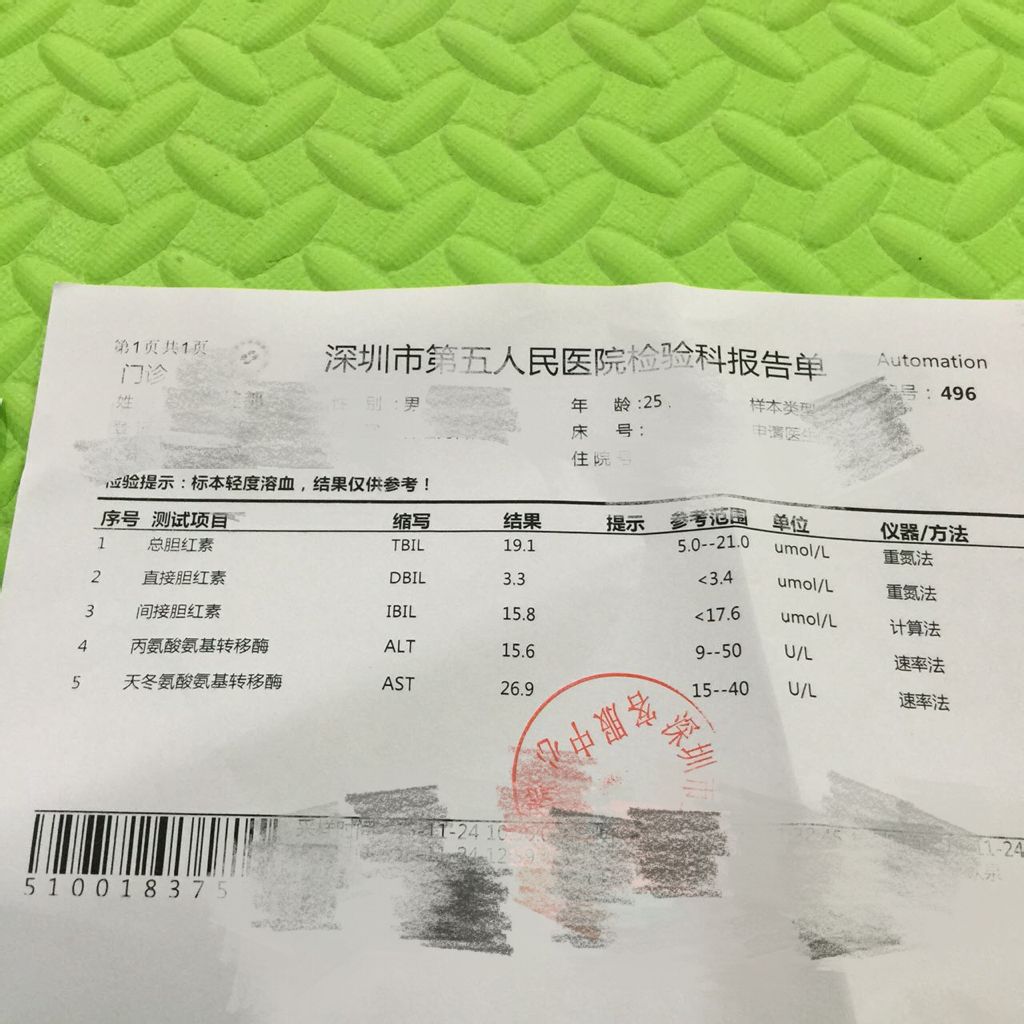 第1页共1页
深圳市第五人民医院检验科报告单
Automation
门诊
姓 性 别:男 年 龄:25 样本类型 号:496
床 号: 申请医生
住院号
检验提示:标本轻度溶血,结果仅供参考!
序号 测试项目 缩写 结果 提示 参考范围 单位 仪器/方法
1 总胆红素 TBIL 19.1 5.0--21.0 umol/L 重氮法
2 直接胆红素 DBIL 3.3 <3.4 umol/L 重氮法
3 间接胆红素 IBIL 15.8 <17.6 umol/L 计算法
4 丙氨酸氨基转移酶 ALT 15.6 9--50 U/L 速率法
5 天冬氨酸氨基转移酶 AST 26.9 15--40 U/L 速率法
深圳市
客服中心
11-24 10
11-24 12
11-24
510018375